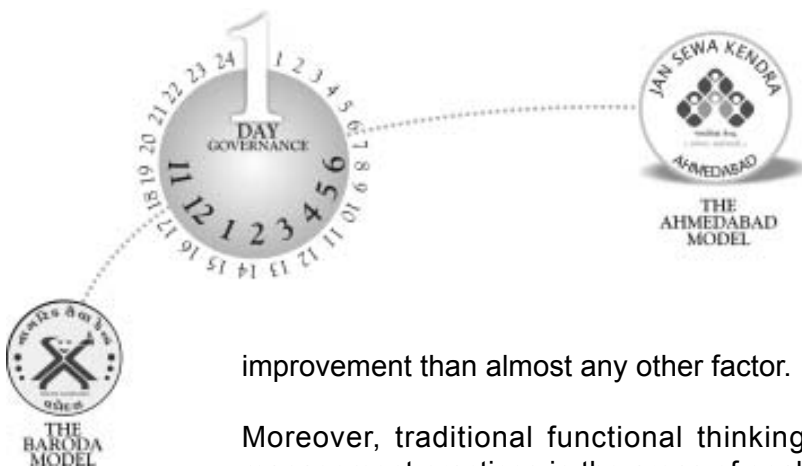 1
DAY
GOVERNANCE
1 2 3 4 5 6 7 8 9 10 11 12 13 14 15 16 17 18 19 20 21 22 23 24
11 12 1 2 3 4 5 6
JAN SEWA KENDRA
AHMEDABAD
THE
AHMEDABAD
MODEL
THE
BARODA
MODEL
improvement than almost any other factor.
Moreover, traditional functional thinking